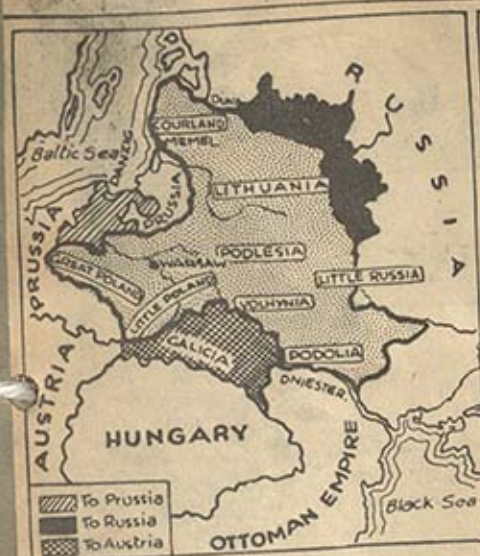 RUSSIA
DUNA
COURLAND
MEMEL
Baltic Sea
DANZIG
PRUSSIA
LITHUANIA
PRUSSIA
PODLESIA
WARSAW
GREAT POLAND
LITTLE POLAND
LITTLE RUSSIA
VOLHYNIA
GALICIA
PODOLIA
DNIESTER
AUSTRIA
HUNGARY
OTTOMAN EMPIRE
Black Sea
To Prussia
To Russia
To Austria